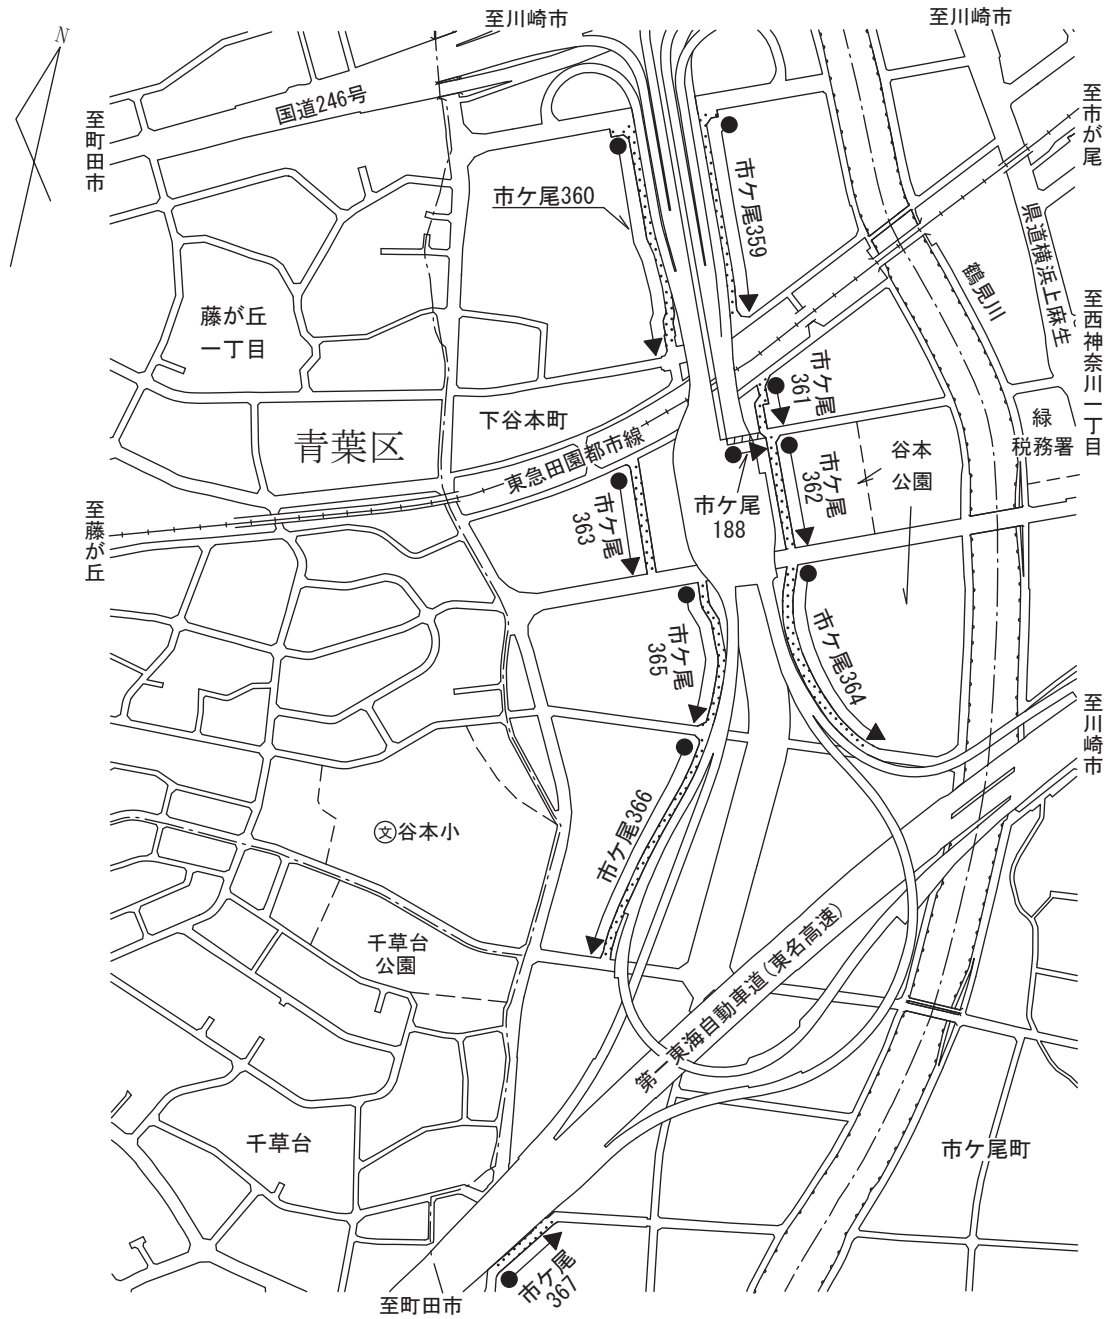 至川崎市
至川崎市
N
国道246号
至町田市
至市が尾
市ケ尾360
市ケ尾359
県道横浜上麻生
鶴見川
至西神奈川一丁目
藤が丘
一丁目
市ケ尾
361
下谷本町
緑
税務署
青葉区
東急田園都市線
谷本
公園
市ケ尾
362
市ケ尾
188
市ケ尾
363
至藤が丘
市ケ尾
365
市ケ尾364
至川崎市
市ケ尾366
文谷本小
千草台
公園
第一東海自動車道(東名高速)
千草台
市ケ尾町
市ケ尾
367
至町田市